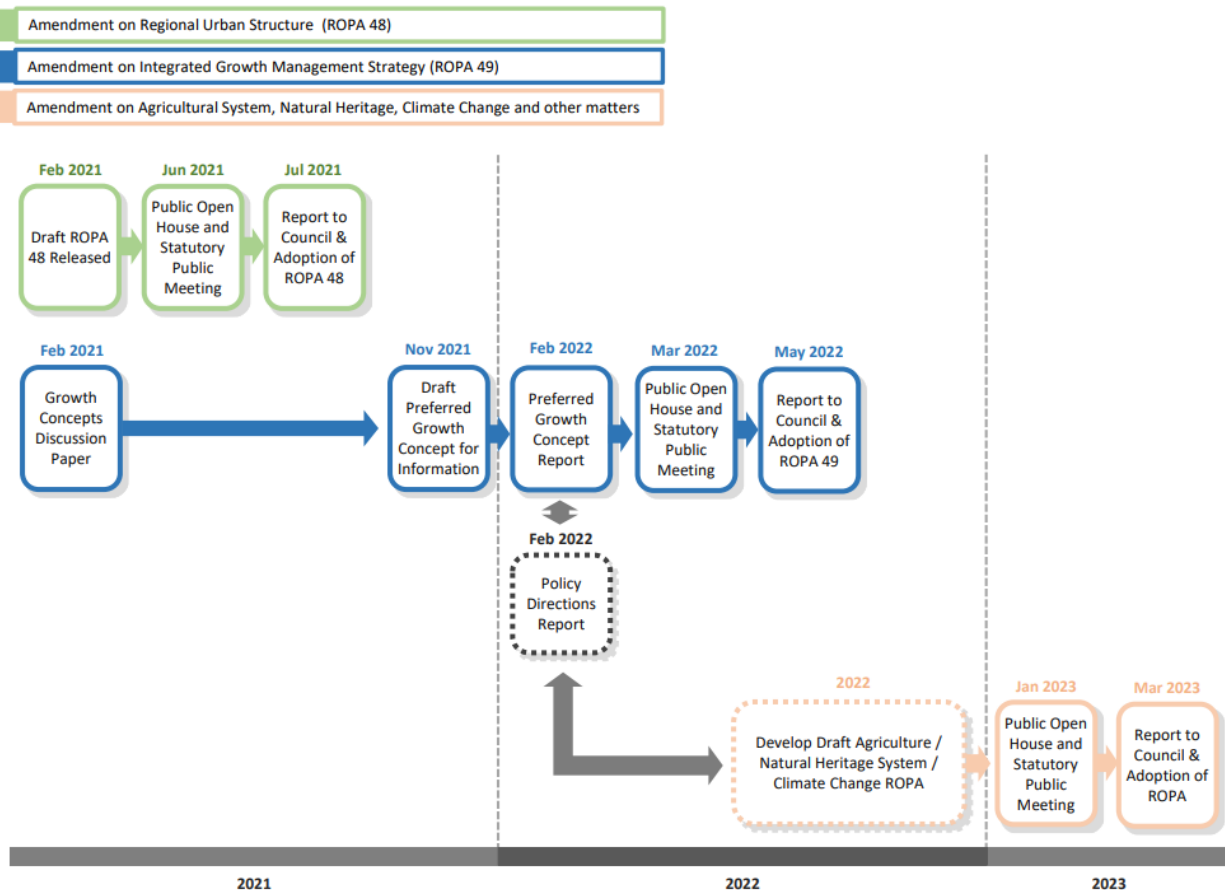 Amendment on Regional Urban Structure (ROPA 48)
Amendment on Integrated Growth Management Strategy (ROPA 49)
Amendment on Agricultural System, Natural Heritage, Climate Change and other matters
Feb 2021
Draft ROPA
48 Released
Jun 2021
Public Open
House and
Statutory
Public
Meeting
Jul 2021
Report to
Council &
Adoption of
ROPA 48
Feb 2021
Growth
Concepts
Discussion
Paper
Nov 2021
Draft
Preferred
Growth
Concept for
Information
Feb 2022
Preferred
Growth
Concept
Report
Mar 2022
Public Open
House and
Statutory
Public
Meeting
May 2022
Report to
Council &
Adoption of
ROPA 49
Feb 2022
Policy
Directions
Report
2022
Develop Draft Agriculture /
Natural Heritage System /
Climate Change ROPA
Jan 2023
Public Open
House and
Statutory
Public
Meeting
Mar 2023
Report to
Council &
Adoption of
ROPA
2021
2022
2023